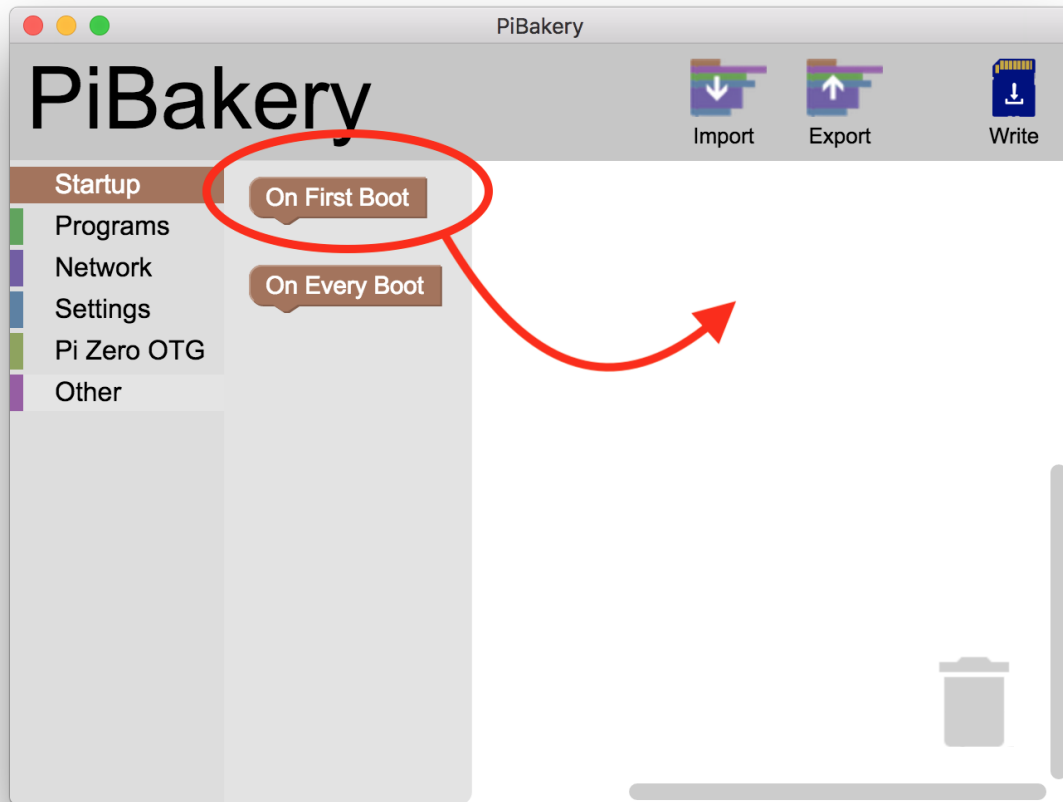 PiBakery
PiBakery
Import
Export
Write
Startup
Programs
Network
Settings
Pi Zero OTG
Other
On First Boot
On Every Boot